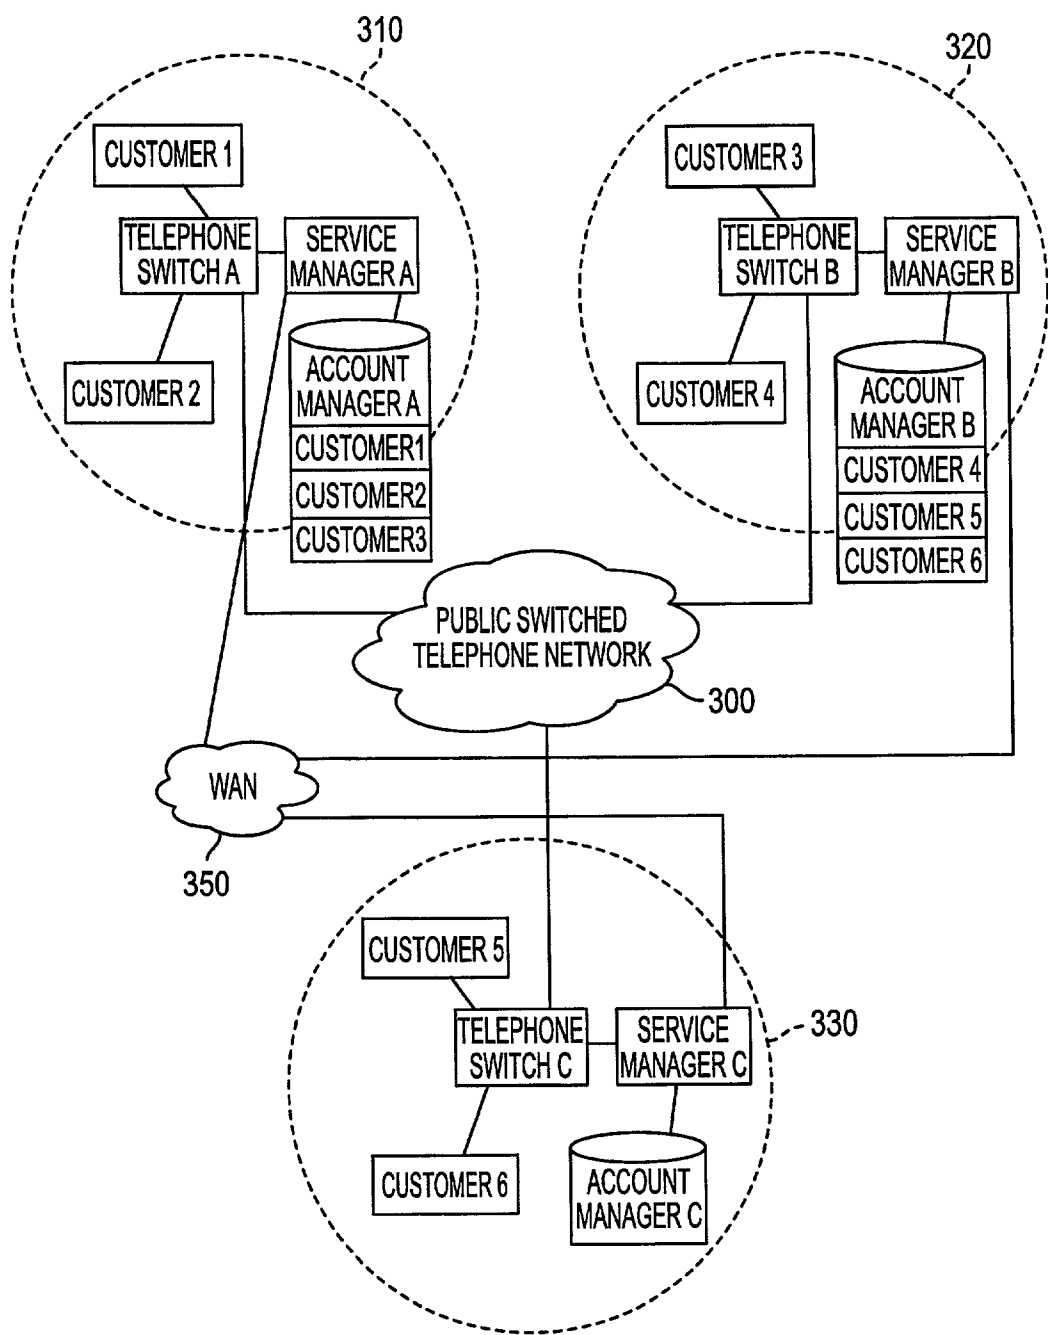 310
320
CUSTOMER 1
TELEPHONE
SWITCH A
SERVICE
MANAGER A
CUSTOMER 2
ACCOUNT
MANAGER A
CUSTOMER1
CUSTOMER2
CUSTOMER3
CUSTOMER 3
TELEPHONE
SWITCH B
SERVICE
MANAGER B
CUSTOMER 4
ACCOUNT
MANAGER B
CUSTOMER 4
CUSTOMER 5
CUSTOMER 6
PUBLIC SWITCHED
TELEPHONE NETWORK
300
WAN
350
CUSTOMER 5
TELEPHONE
SWITCH C
SERVICE
MANAGER C
330
CUSTOMER 6
ACCOUNT
MANAGER C